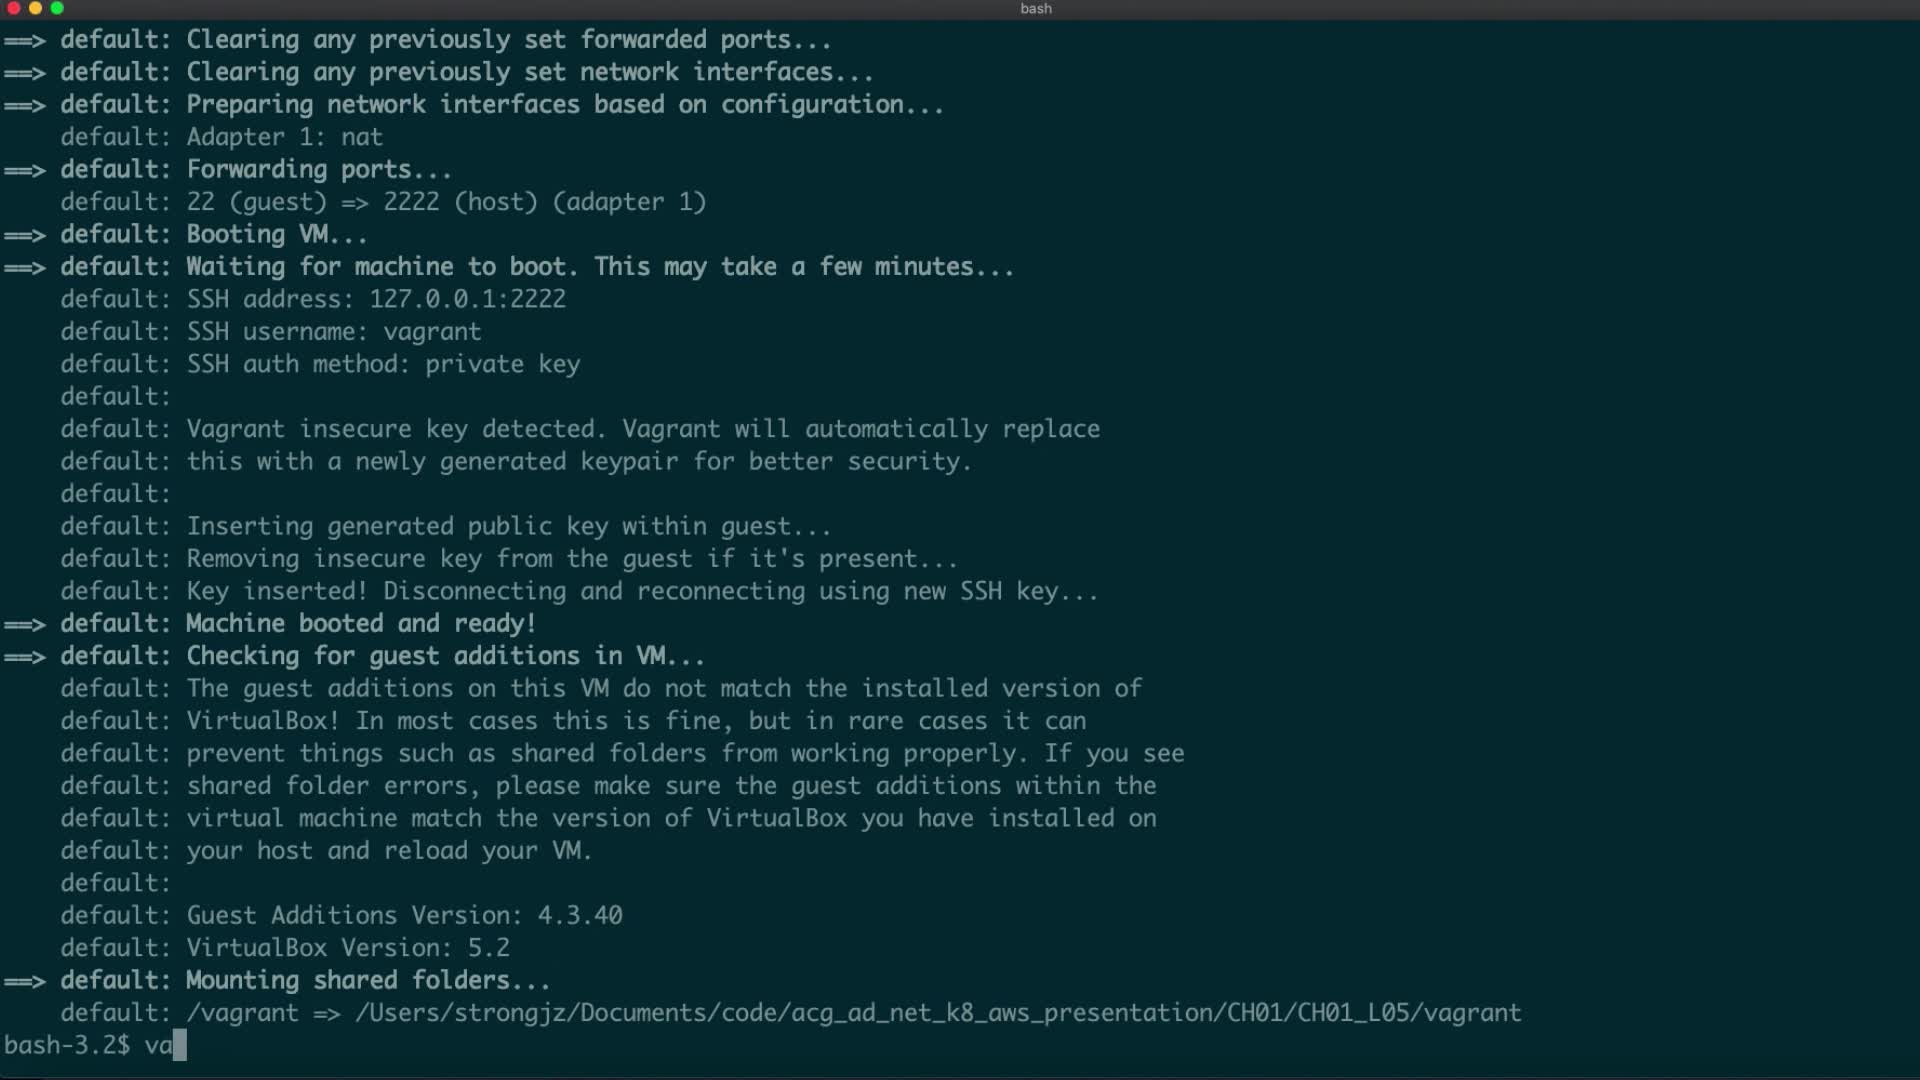 bash
==> default: Clearing any previously set forwarded ports...
==> default: Clearing any previously set network interfaces...
==> default: Preparing network interfaces based on configuration...
    default: Adapter 1: nat
==> default: Forwarding ports...
    default: 22 (guest) => 2222 (host) (adapter 1)
==> default: Booting VM...
==> default: Waiting for machine to boot. This may take a few minutes...
    default: SSH address: 127.0.0.1:2222
    default: SSH username: vagrant
    default: SSH auth method: private key
    default:
    default: Vagrant insecure key detected. Vagrant will automatically replace
    default: this with a newly generated keypair for better security.
    default:
    default: Inserting generated public key within guest...
    default: Removing insecure key from the guest if it's present...
    default: Key inserted! Disconnecting and reconnecting using new SSH key...
==> default: Machine booted and ready!
==> default: Checking for guest additions in VM...
    default: The guest additions on this VM do not match the installed version of
    default: VirtualBox! In most cases this is fine, but in rare cases it can
    default: prevent things such as shared folders from working properly. If you see
    default: shared folder errors, please make sure the guest additions within the
    default: virtual machine match the version of VirtualBox you have installed on
    default: your host and reload your VM.
    default:
    default: Guest Additions Version: 4.3.40
    default: VirtualBox Version: 5.2
==> default: Mounting shared folders...
    default: /vagrant => /Users/strongjz/Documents/code/acg_ad_net_k8_aws_presentation/CH01/CH01_L05/vagrant
bash-3.2$ va